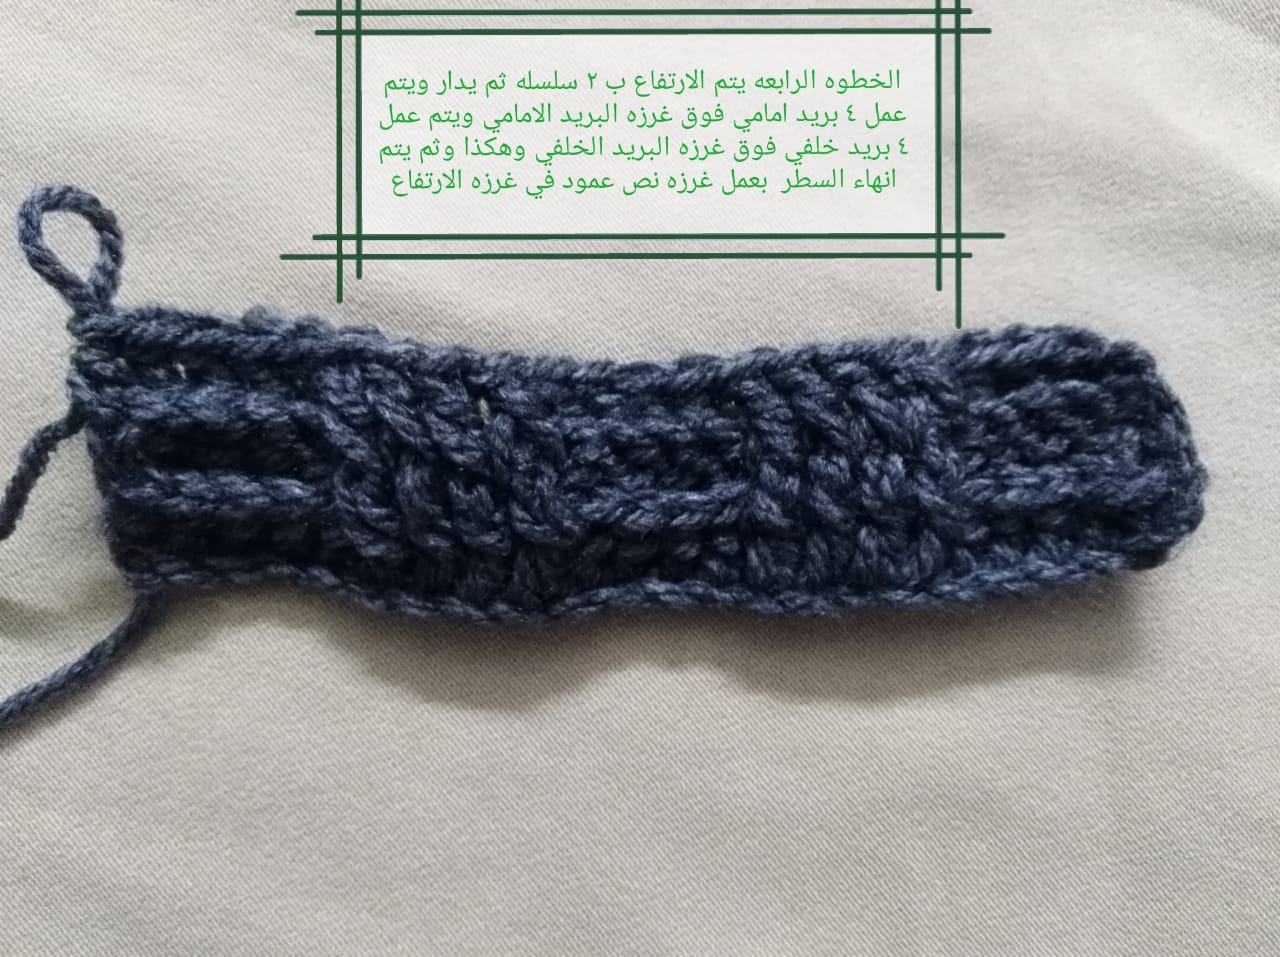 الخطوه الرابعه يتم الارتفاع ب ٢ سلسله ثم يدار ويتم
عمل ٤ بريد امامي فوق غرزه البريد الامامي ويتم عمل
٤ بريد خلفي فوق غرزه البريد الخلفي وهكذا وثم يتم
انهاء السطر بعمل غرزه نص عمود في غرزه الارتفاع